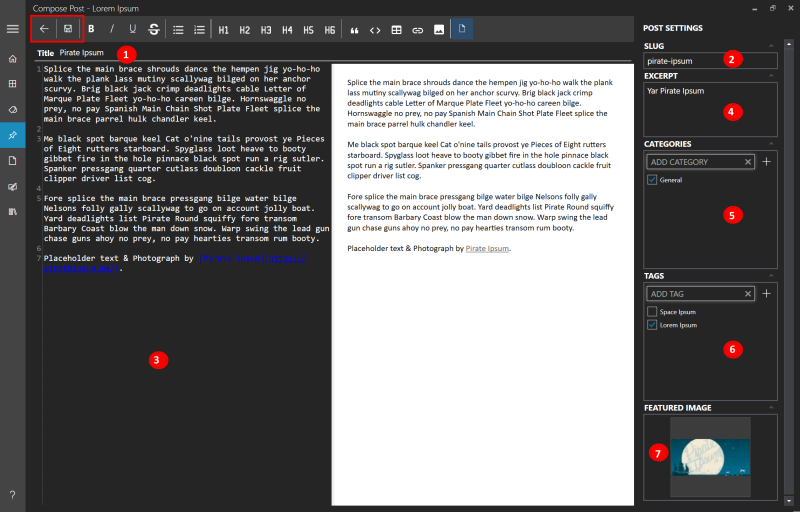 Compose Post - Lorem Ipsum
B I U S H1 H2 H3 H4 H5 H6
Title Pirate Ipsum 1
1 Splice the main brace shrouds dance the hempen jig yo-ho-ho
walk the plank lass mutiny scallywag bilged on her anchor
scurvy. Brig black jack crimp deadlights cable Letter of
Marque Plate Fleet yo-ho-ho careen bilge. Hornswaggle no
prey, no pay Spanish Main Chain Shot Plate Fleet splice the
main brace parrel hulk chandler keel.
2
3 Me black spot barque keel Cat o'nine tails provost ye Pieces
of Eight rutters starboard. Spyglass loot heave to booty
gibbet fire in the hole pinnace black spot run a rig sutler.
Spanker pressgang quarter cutlass doubloon cackle fruit
clipper driver list cog.
4
5 Fore splice the main brace pressgang bilge water bilge
Nelsons folly gally scallywag to go on account jolly boat.
Yard deadlights list Pirate Round squiffy fore transom
Barbary Coast blow the man down snow. Warp swing the lead gun
chase guns ahoy no prey, no pay hearties transom rum booty.
6
7 Placeholder text & Photograph by
3
Splice the main brace shrouds dance the hempen jig yo-ho-ho walk the plank
lass mutiny scallywag bilged on her anchor scurvy. Brig black jack crimp
deadlights cable Letter of Marque Plate Fleet yo-ho-ho careen bilge.
Hornswaggle no prey, no pay Spanish Main Chain Shot Plate Fleet splice the
main brace parrel hulk chandler keel.
Me black spot barque keel Cat o'nine tails provost ye Pieces of Eight rutters
starboard. Spyglass loot heave to booty gibbet fire in the hole pinnace black
spot run a rig sutler. Spanker pressgang quarter cutlass doubloon cackle fruit
clipper driver list cog.
Fore splice the main brace pressgang bilge water bilge Nelsons folly gally
scallywag to go on account jolly boat. Yard deadlights list Pirate Round squiffy
fore transom Barbary Coast blow the man down snow. Warp swing the lead
gun chase guns ahoy no prey, no pay hearties transom rum booty.
Placeholder text & Photograph by Pirate Ipsum.
POST SETTINGS
SLUG
pirate-ipsum 2
EXCERPT
Yar Pirate Ipsum
4
CATEGORIES
ADD CATEGORY
General
5
TAGS
ADD TAG
Space Ipsum
Lorem Ipsum
6
FEATURED IMAGE
7
?